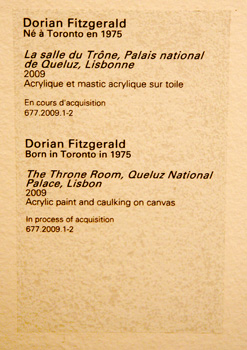 Dorian Fitzgerald
Né à Toronto en 1975
La salle du Trône, Palais national
de Queluz, Lisbonne
2009
Acrylique et mastic acrylique sur toile
En cours d'acquisition
677.2009.1-2
Dorian Fitzgerald
Born in Toronto in 1975
The Throne Room, Queluz National
Palace, Lisbon
2009
Acrylic paint and caulking on canvas
In process of acquisition
677.2009.1-2